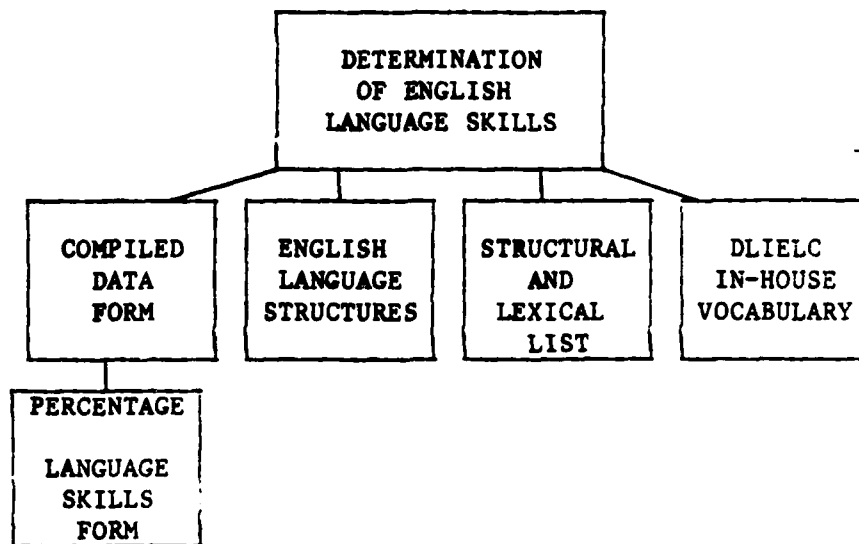 DETERMINATION
OF ENGLISH
LANGUAGE SKILLS
COMPILED
DATA
FORM
ENGLISH
LANGUAGE
STRUCTURES
STRUCTURAL
AND
LEXICAL
LIST
DLIELC
IN-HOUSE
VOCABULARY
PERCENTAGE
LANGUAGE
SKILLS
FORM